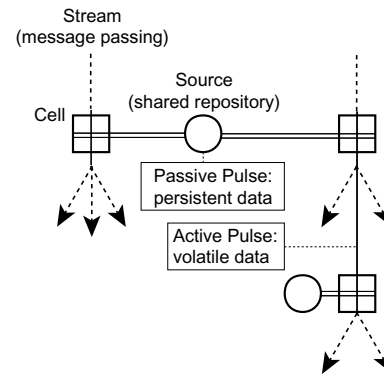 Stream
(message passing)
Source
(shared repository)
Cell
Passive Pulse:
persistent data
Active Pulse:
volatile data